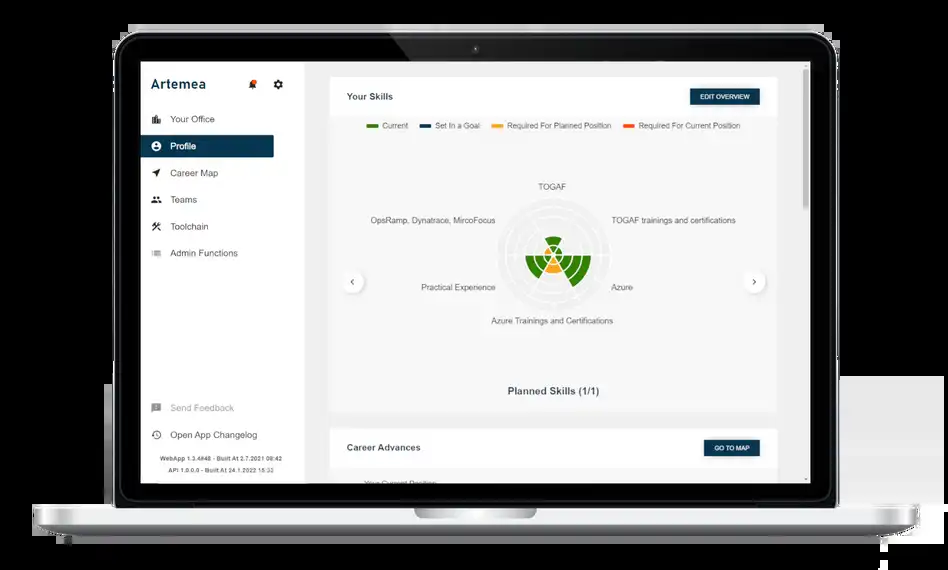 Artemea
Your Office
Profile
Career Map
Teams
Toolchain
Admin Functions
Send Feedback
Open App Changelog
WebApp 1.3.4848 - Built At 2.7.2021 08:42
API 1.0.0.0 - Built At 24.1.2022 15:33
Your Skills
EDIT OVERVIEW
Current
Set In a Goal
Required For Planned Position
Required For Current Position
TOGAF
OpsRamp, Dynatrace, MircoFocus
TOGAF trainings and certifications
Practical Experience
Azure
Azure Trainings and Certifications
Planned Skills (1/1)
Career Advances
GO TO MAP
Your Current Position